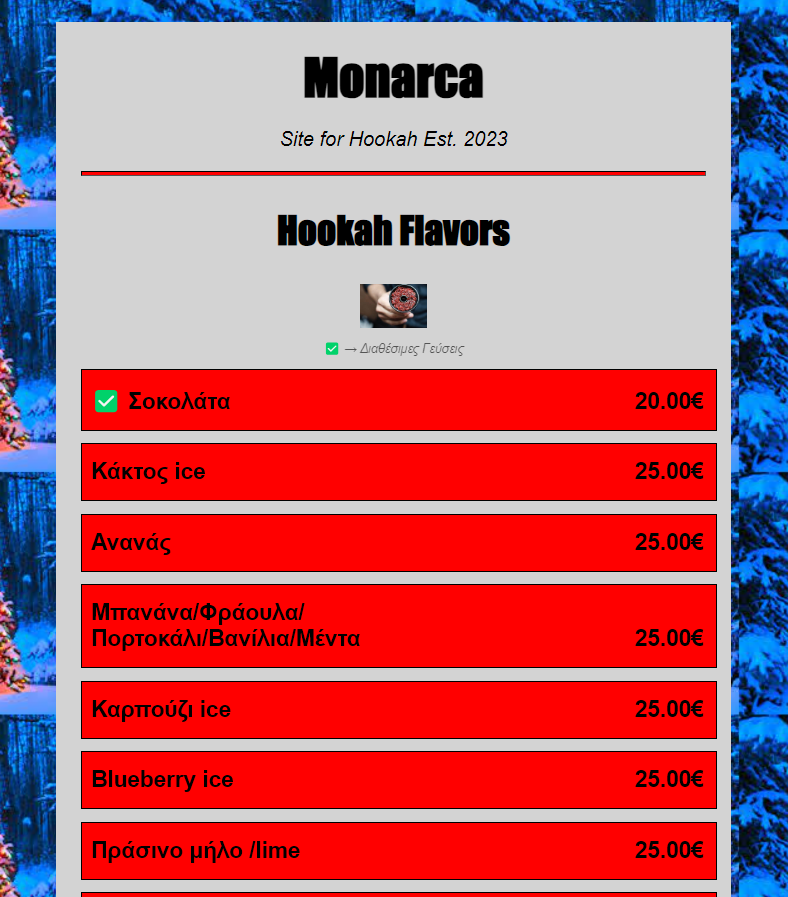 Monarca
Site for Hookah Est. 2023
Hookah Flavors
✅ → Διαθέσιμες Γεύσεις
✅ Σοκολάτα 20.00€
Κάκτος ice 25.00€
Ανανάς 25.00€
Μπανάνα/Φράουλα/
Πορτοκάλι/Βανίλια/Μέντα 25.00€
Καρπούζι ice 25.00€
Blueberry ice 25.00€
Πράσινο μήλο /lime 25.00€